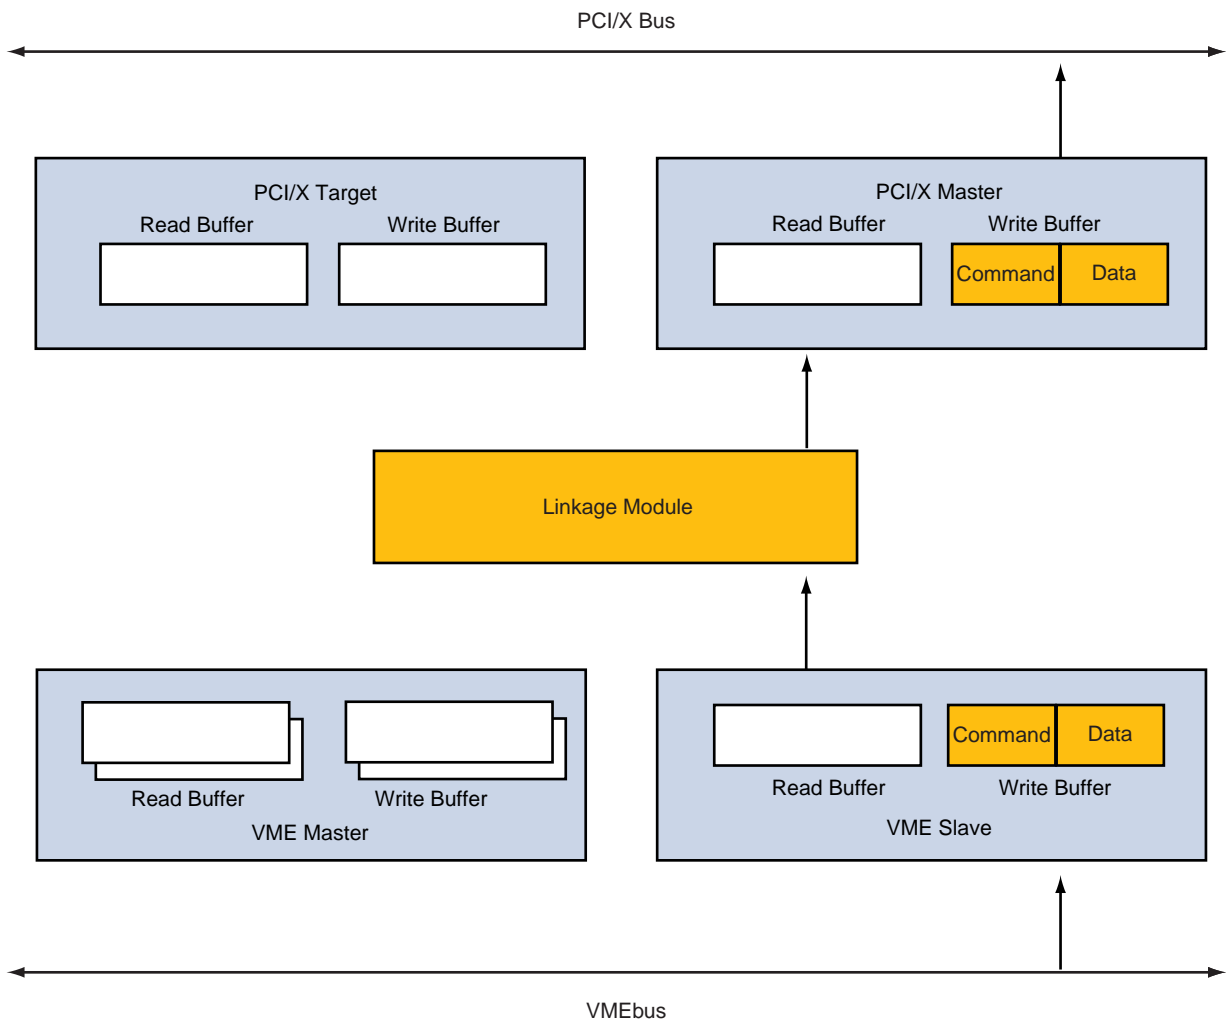 PCI/X Bus
PCI/X Target
Read Buffer
Write Buffer
PCI/X Master
Read Buffer
Write Buffer
Command
Data
Linkage Module
Read Buffer
Write Buffer
VME Master
Command
Data
Read Buffer
Write Buffer
VME Slave
VMEbus